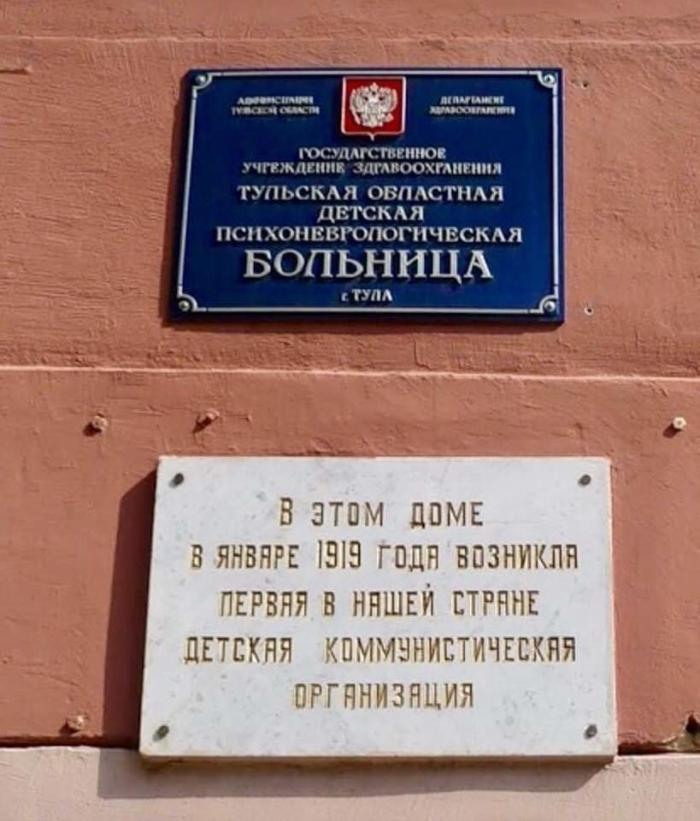 АДМИНИСТРАЦИЯ
ТУЛЬСКОЙ ОБЛАСТИ
ДЕПАРТАМЕНТ
ЗДРАВООХРАНЕНИЯ
ГОСУДАРСТВЕННОЕ
УЧРЕЖДЕНИЕ ЗДРАВООХРАНЕНИЯ
ТУЛЬСКАЯ ОБЛАСТНАЯ
ДЕТСКАЯ
ПСИХОНЕВРОЛОГИЧЕСКАЯ
БОЛЬНИЦА
г. ТУЛА
В ЭТОМ ДОМЕ
В ЯНВАРЕ 1919 ГОДА ВОЗНИКЛА
ПЕРВАЯ В НАШЕЙ СТРАНЕ
ДЕТСКАЯ КОММУНИСТИЧЕСКАЯ
ОРГАНИЗАЦИЯ